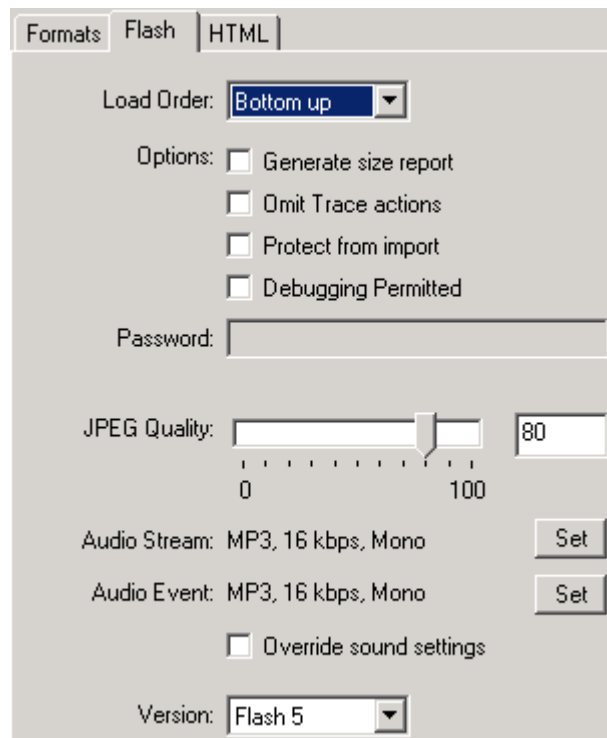 Formats Flash HTML
Load Order: Bottom up
Options: Generate size report
Omit Trace actions
Protect from import
Debugging Permitted
Password:
JPEG Quality: 80
0 100
Audio Stream: MP3, 16 kbps, Mono Set
Audio Event: MP3, 16 kbps, Mono Set
Override sound settings
Version: Flash 5